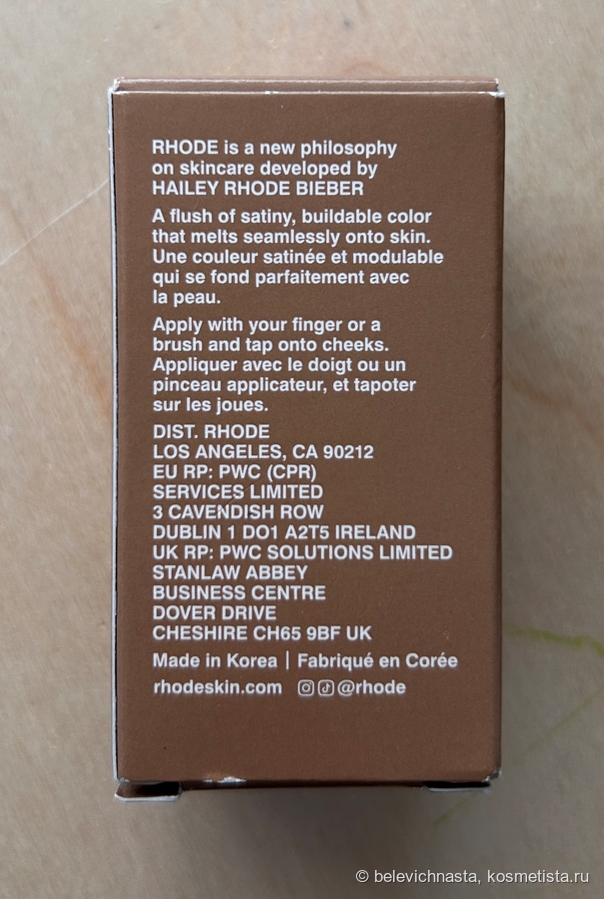 RHODE is a new philosophy
on skincare developed by
HAILEY RHODE BIEBER
A flush of satiny, buildable color
that melts seamlessly onto skin.
Une couleur satinée et modulable
qui se fond parfaitement avec
la peau.
Apply with your finger or a
brush and tap onto cheeks.
Appliquer avec le doigt ou un
pinceau applicateur, et tapoter
sur les joues.
DIST. RHODE
LOS ANGELES, CA 90212
EU RP: PWC (CPR)
SERVICES LIMITED
3 CAVENDISH ROW
DUBLIN 1 DO1 A2T5 IRELAND
UK RP: PWC SOLUTIONS LIMITED
STANLAW ABBEY
BUSINESS CENTRE
DOVER DRIVE
CHESHIRE CH65 9BF UK
Made in Korea | Fabriqué en Corée
rhodeskin.com @rhode
© belevichnasta, kosmetista.ru